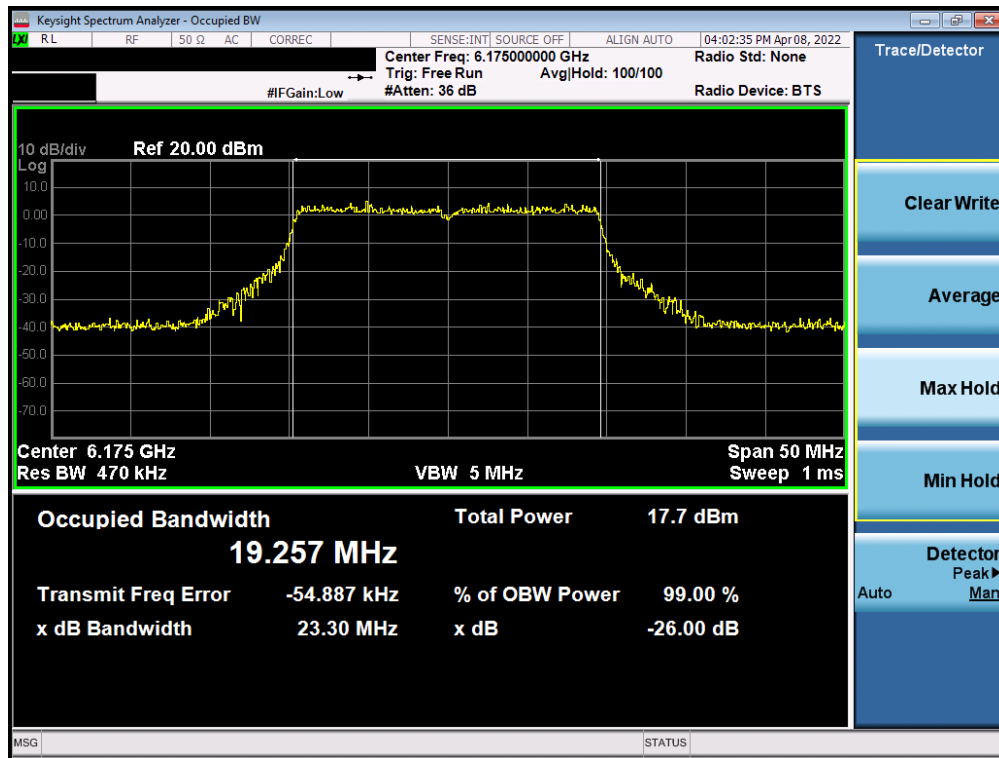 Keysight Spectrum Analyzer - Occupied BW
LXI RL RF 50 Ω AC CORREC SENSE:INT SOURCE OFF ALIGN AUTO 04:02:35 PM Apr 08, 2022
Center Freq: 6.175000000 GHz Radio Std: None
Trig: Free Run Avg|Hold: 100/100
#IFGain:Low #Atten: 36 dB Radio Device: BTS
10 dB/div Ref 20.00 dBm
Log
10.0
0.00
-10.0
-20.0
-30.0
-40.0
-50.0
-60.0
-70.0
Center 6.175 GHz Span 50 MHz
Res BW 470 kHz VBW 5 MHz Sweep 1 ms
Occupied Bandwidth Total Power 17.7 dBm
19.257 MHz
Transmit Freq Error -54.887 kHz % of OBW Power 99.00 %
x dB Bandwidth 23.30 MHz x dB -26.00 dB
MSG STATUS
Trace/Detector
Clear Write
Average
Max Hold
Min Hold
Detector
Peak▶
Auto Man